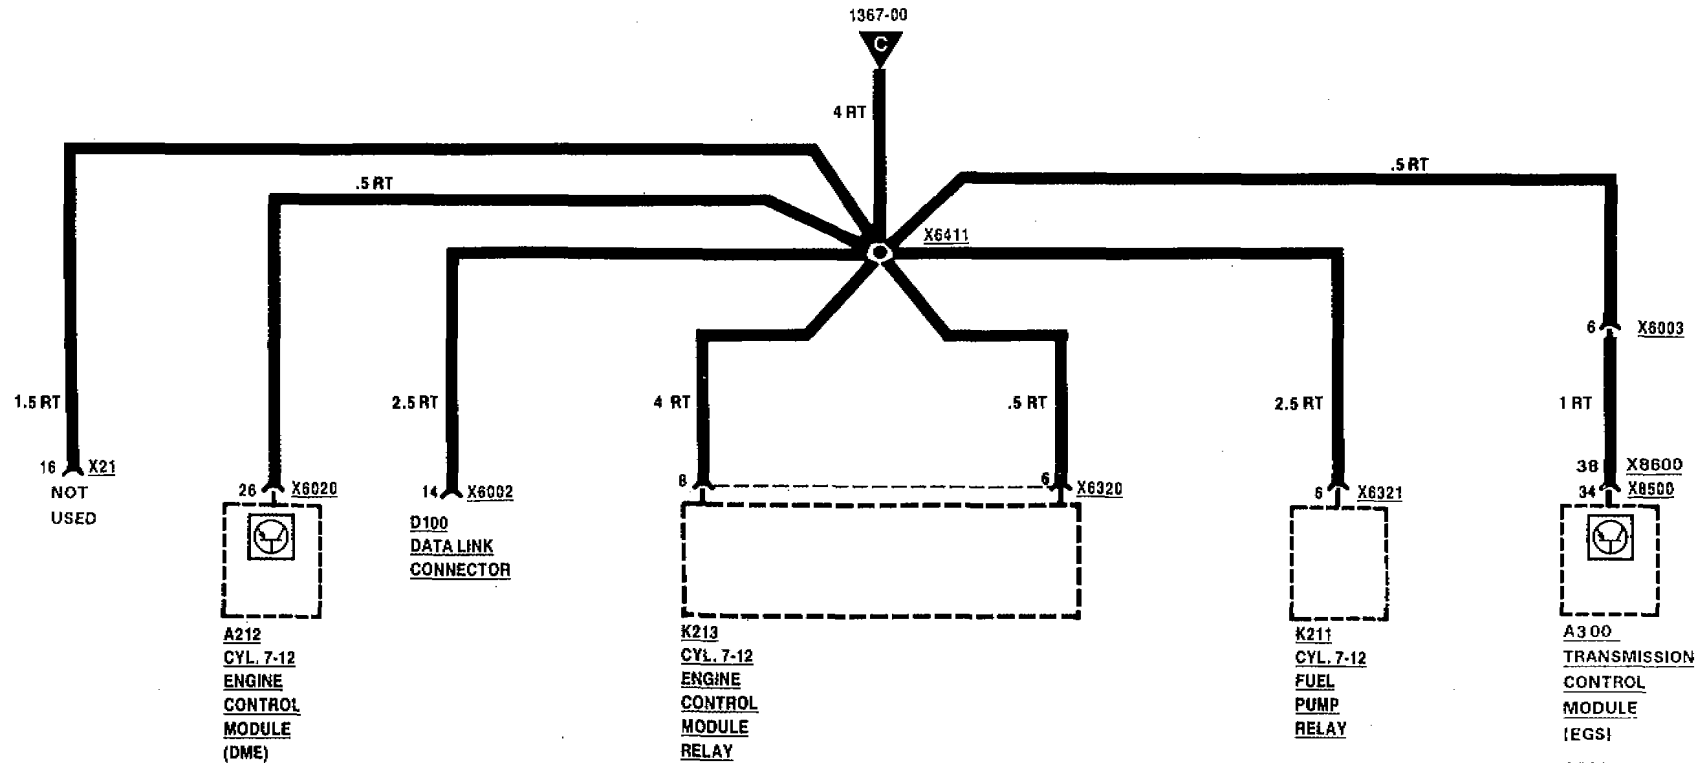 1367-00
C
4 RT
.5 RT
.5 RT
X6411
6 X6003
1.5 RT
2.5 RT
4 RT
.5 RT
2.5 RT
1 RT
16 X21
NOT
USED
26 X6020
14 X6002
8
6 X6320
6 X6321
38 X8600
34 X8500
D100
DATA LINK
CONNECTOR
A212
CYL. 7-12
ENGINE
CONTROL
MODULE
(DME)
K213
CYL. 7-12
ENGINE
CONTROL
MODULE
RELAY
K211
CYL. 7-12
FUEL
PUMP
RELAY
A300
TRANSMISSION
CONTROL
MODULE
(EGS)